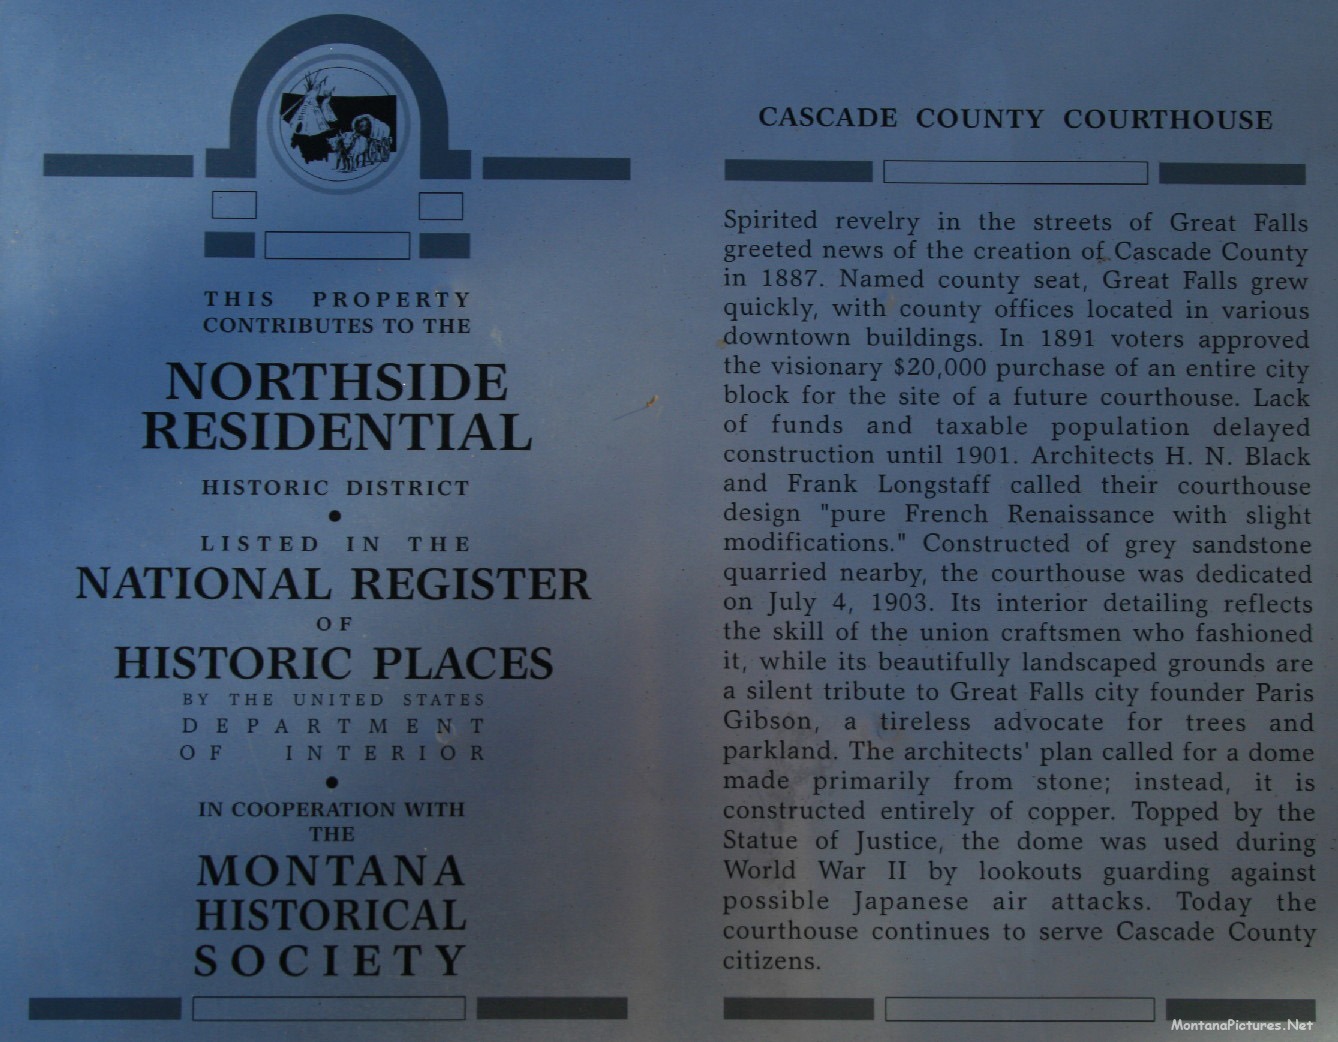 THIS PROPERTY
CONTRIBUTES TO THE
NORTHSIDE
RESIDENTIAL
HISTORIC DISTRICT
LISTED IN THE
NATIONAL REGISTER
OF
HISTORIC PLACES
BY THE UNITED STATES
DEPARTMENT
OF INTERIOR
IN COOPERATION WITH
THE
MONTANA
HISTORICAL
SOCIETY
CASCADE COUNTY COURTHOUSE
Spirited revelry in the streets of Great Falls
greeted news of the creation of Cascade County
in 1887. Named county seat, Great Falls grew
quickly, with county offices located in various
downtown buildings. In 1891 voters approved
the visionary $20,000 purchase of an entire city
block for the site of a future courthouse. Lack
of funds and taxable population delayed
construction until 1901. Architects H. N. Black
and Frank Longstaff called their courthouse
design "pure French Renaissance with slight
modifications." Constructed of grey sandstone
quarried nearby, the courthouse was dedicated
on July 4, 1903. Its interior detailing reflects
the skill of the union craftsmen who fashioned
it, while its beautifully landscaped grounds are
a silent tribute to Great Falls city founder Paris
Gibson, a tireless advocate for trees and
parkland. The architects' plan called for a dome
made primarily from stone; instead, it is
constructed entirely of copper. Topped by the
Statue of Justice, the dome was used during
World War II by lookouts guarding against
possible Japanese air attacks. Today the
courthouse continues to serve Cascade County
citizens.
MontanaPictures.Net